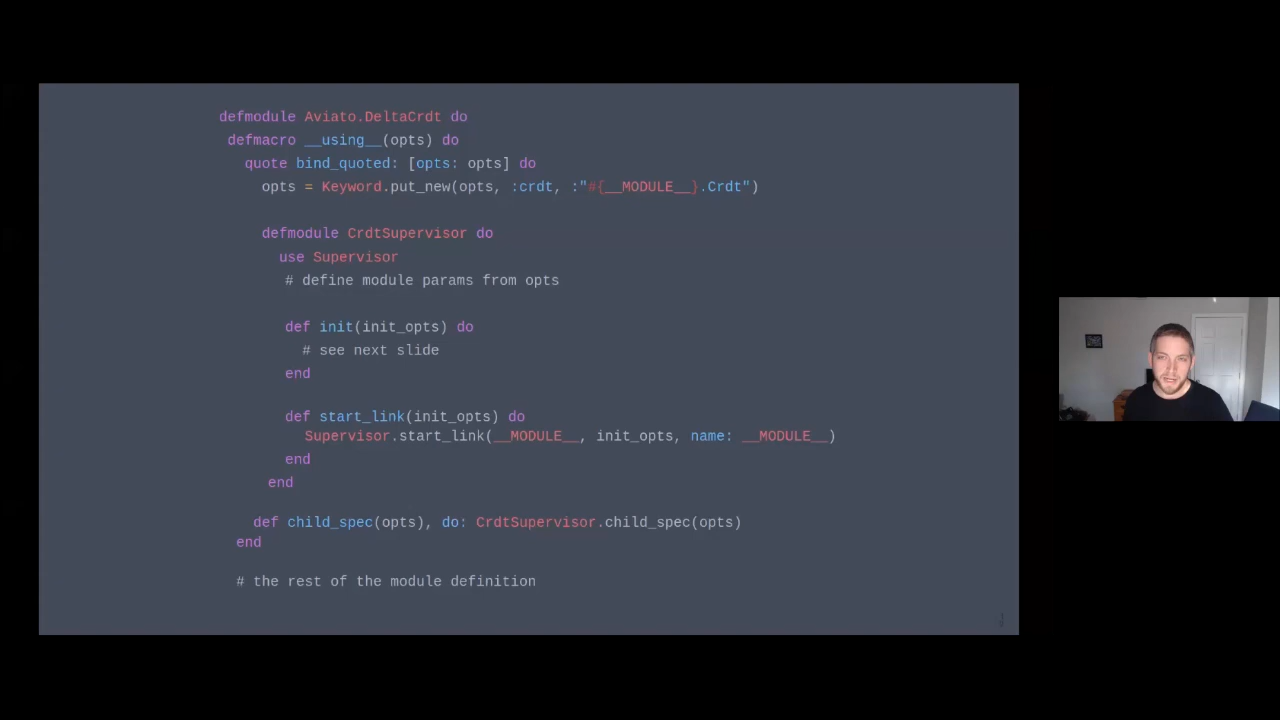 defmodule Aviato.DeltaCrdt do
defmacro __using__(opts) do
quote bind_quoted: [opts: opts] do
opts = Keyword.put_new(opts, :crdt, :"#{__MODULE__}.Crdt")
defmodule CrdtSupervisor do
use Supervisor
# define module params from opts
def init(init_opts) do
# see next slide
end
def start_link(init_opts) do
Supervisor.start_link(__MODULE__, init_opts, name: __MODULE__)
end
end
def child_spec(opts), do: CrdtSupervisor.child_spec(opts)
end
# the rest of the module definition